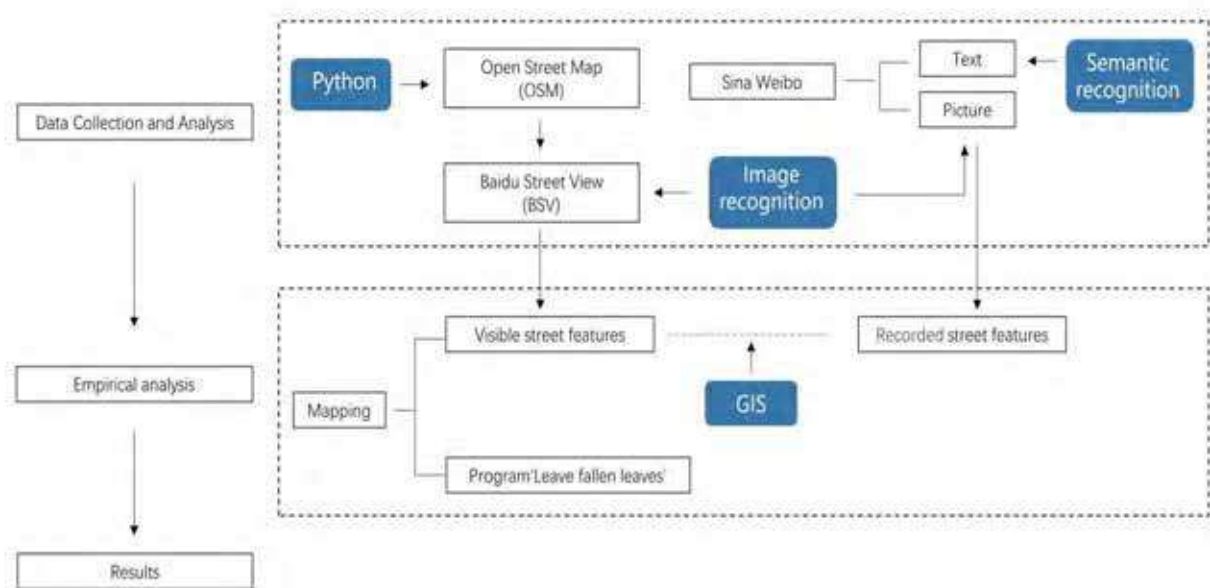 Python
Open Street Map
(OSM)
Sina Weibo
Text
Picture
Semantic
recognition
Data Collection and Analysis
Baidu Street View
(BSV)
Image
recognition
Visible street features
Recorded street features
Empirical analysis
Mapping
GIS
Program'Leave fallen leaves'
Results